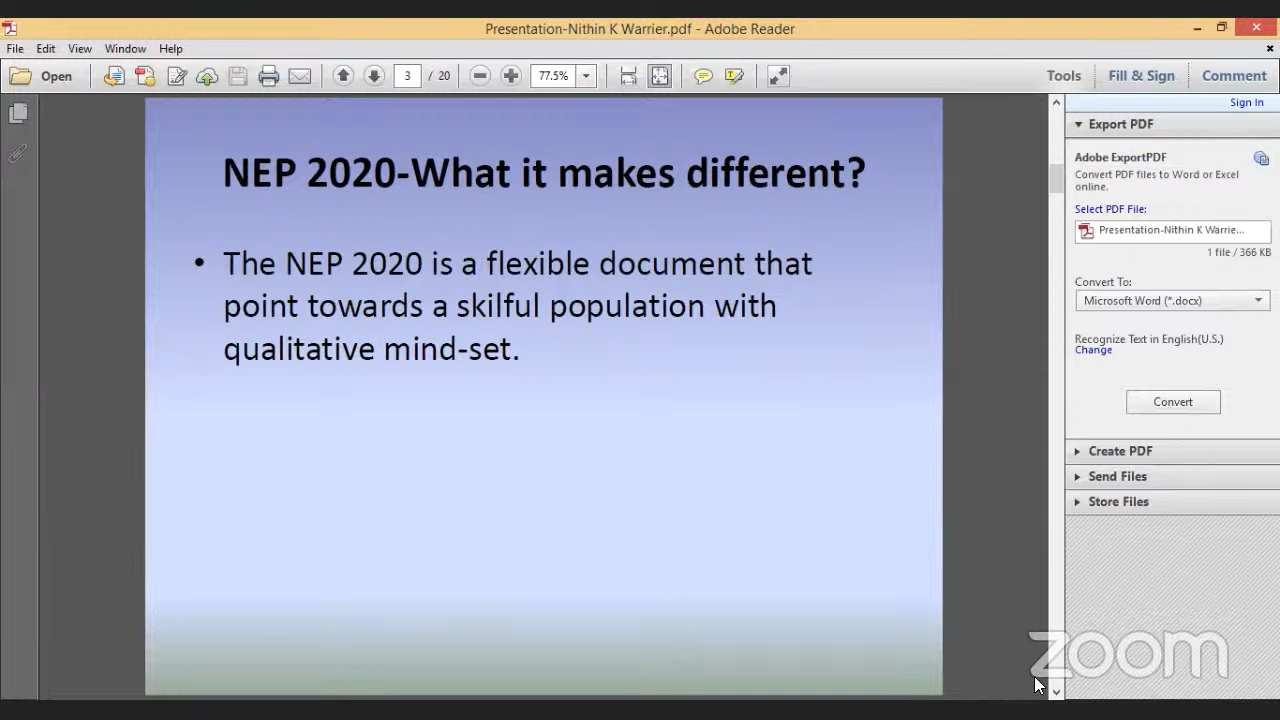 Presentation-Nithin K Warrier.pdf - Adobe Reader
File Edit View Window Help
Open 3 / 20 77.5% Tools Fill & Sign Comment
Sign In
Export PDF
Adobe ExportPDF
Convert PDF files to Word or Excel
online.
Select PDF File:
Presentation-Nithin K Warrie...
1 file / 366 KB
Convert To:
Microsoft Word (*.docx)
Recognize Text in English(U.S.)
Change
Convert
Create PDF
Send Files
Store Files
NEP 2020-What it makes different?
• The NEP 2020 is a flexible document that
point towards a skilful population with
qualitative mind-set.
zoom